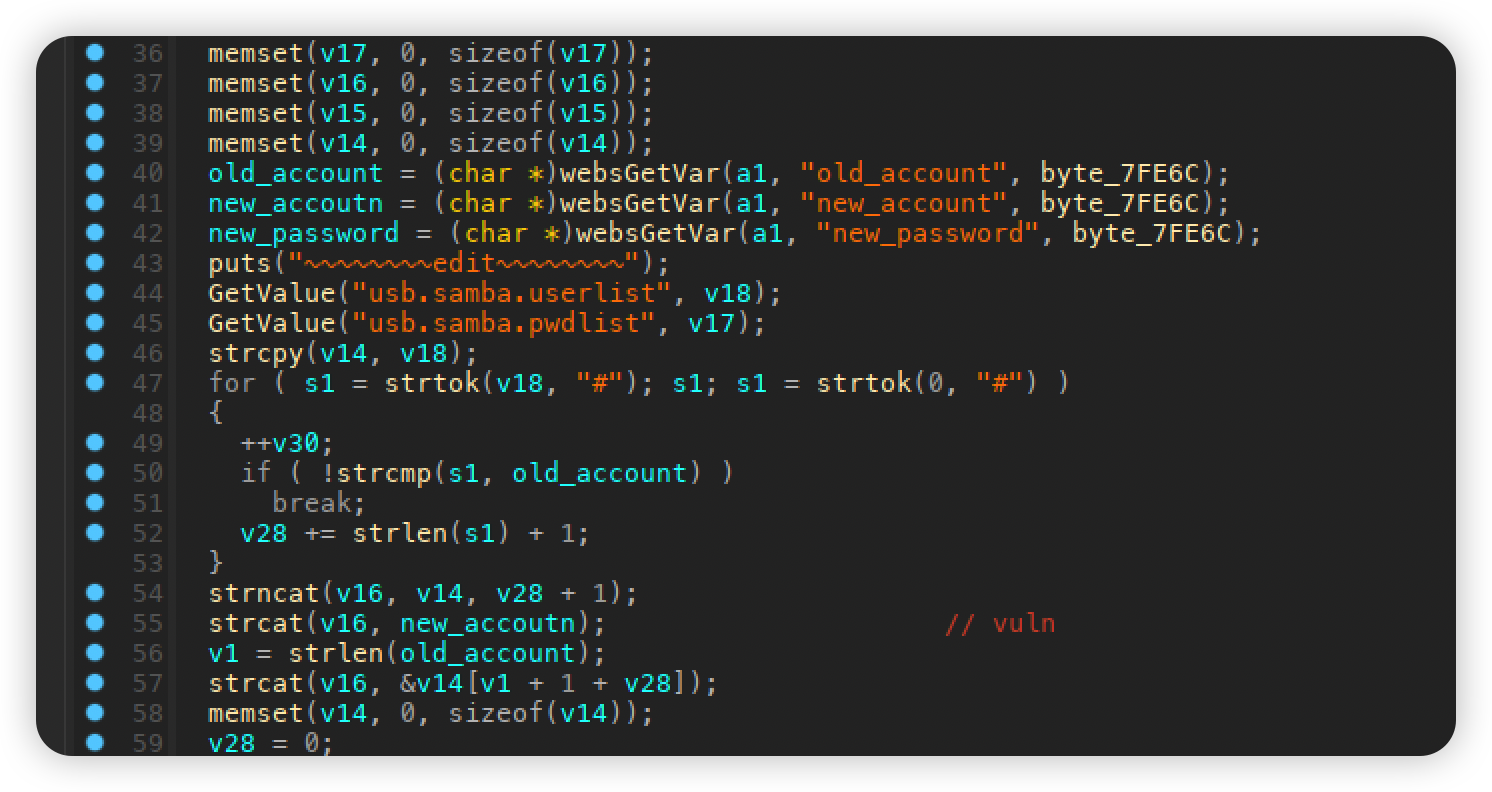 36 memset(v17, 0, sizeof(v17));
37 memset(v16, 0, sizeof(v16));
38 memset(v15, 0, sizeof(v15));
39 memset(v14, 0, sizeof(v14));
40 old_account = (char *)websGetVar(a1, "old_account", byte_7FE6C);
41 new_accoutn = (char *)websGetVar(a1, "new_account", byte_7FE6C);
42 new_password = (char *)websGetVar(a1, "new_password", byte_7FE6C);
43 puts("~~~~~~~~edit~~~~~~~~");
44 GetValue("usb.samba.userlist", v18);
45 GetValue("usb.samba.pwdlist", v17);
46 strcpy(v14, v18);
47 for ( s1 = strtok(v18, "#"); s1; s1 = strtok(0, "#") )
48 {
49 ++v30;
50 if ( !strcmp(s1, old_account) )
51 break;
52 v28 += strlen(s1) + 1;
53 }
54 strncat(v16, v14, v28 + 1);
55 strcat(v16, new_accoutn); // vuln
56 v1 = strlen(old_account);
57 strcat(v16, &v14[v1 + 1 + v28]);
58 memset(v14, 0, sizeof(v14));
59 v28 = 0;